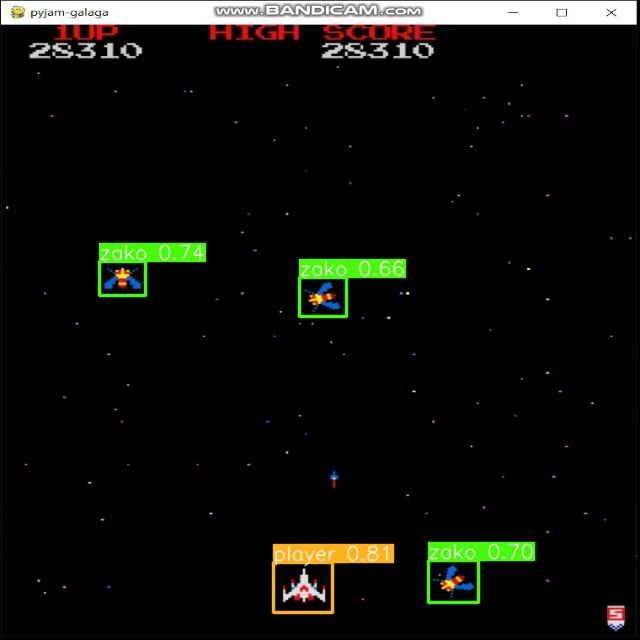 pyjam-galaga
www.BANDICAM.com
1UP HIGH SCORE
28310 28310
zako 0.74
zako 0.66
player 0.81
zako 0.70
5